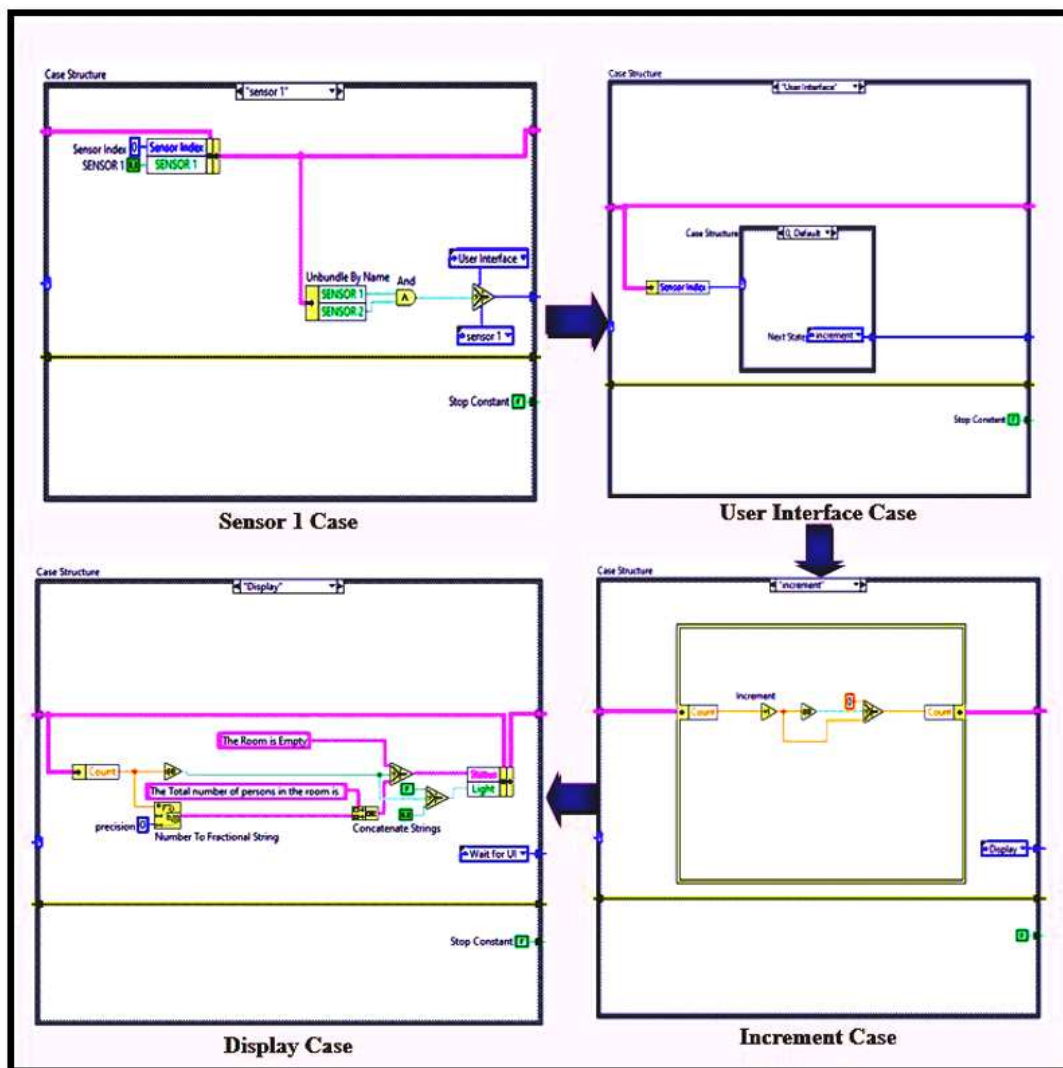 Case Structure
"sensor 1"
Sensor Index 0 Sensor Index
SENSOR 1 SENSOR 1
User Interface
Unbundle By Name And
SENSOR 1
SENSOR 2
sensor 1
Stop Constant F
Sensor 1 Case
Case Structure
"User Interface"
Case Structure 0, Default
Sensor Index
Next State increment
Stop Constant
User Interface Case
Case Structure
"Display"
The Room is Empty
Count
Status
Light
The Total number of persons in the room is
precision 0
Number To Fractional String
Concatenate Strings
Wait for UI
Stop Constant F
Display Case
Case Structure
"increment"
Increment
0
Count
Count
Display
Increment Case